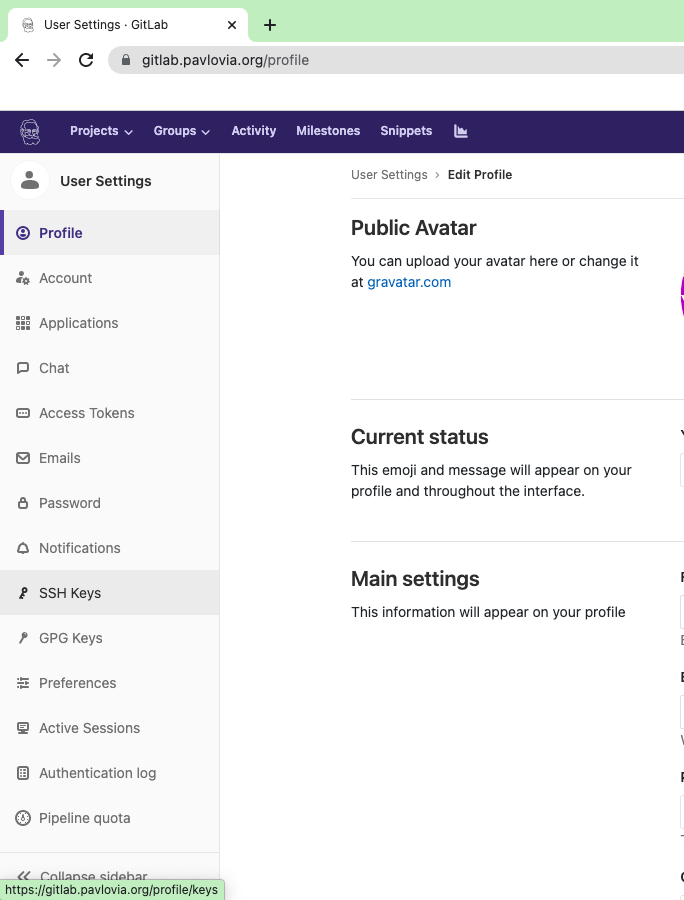 User Settings · GitLab
gitlab.pavlovia.org/profile
Projects Groups Activity Milestones Snippets
User Settings
Profile
Account
Applications
Chat
Access Tokens
Emails
Password
Notifications
SSH Keys
GPG Keys
Preferences
Active Sessions
Authentication log
Pipeline quota
Collapse sidebar
https://gitlab.pavlovia.org/profile/keys
User Settings › Edit Profile
Public Avatar
You can upload your avatar here or change it
at gravatar.com
Current status
This emoji and message will appear on your
profile and throughout the interface.
Main settings
This information will appear on your profile